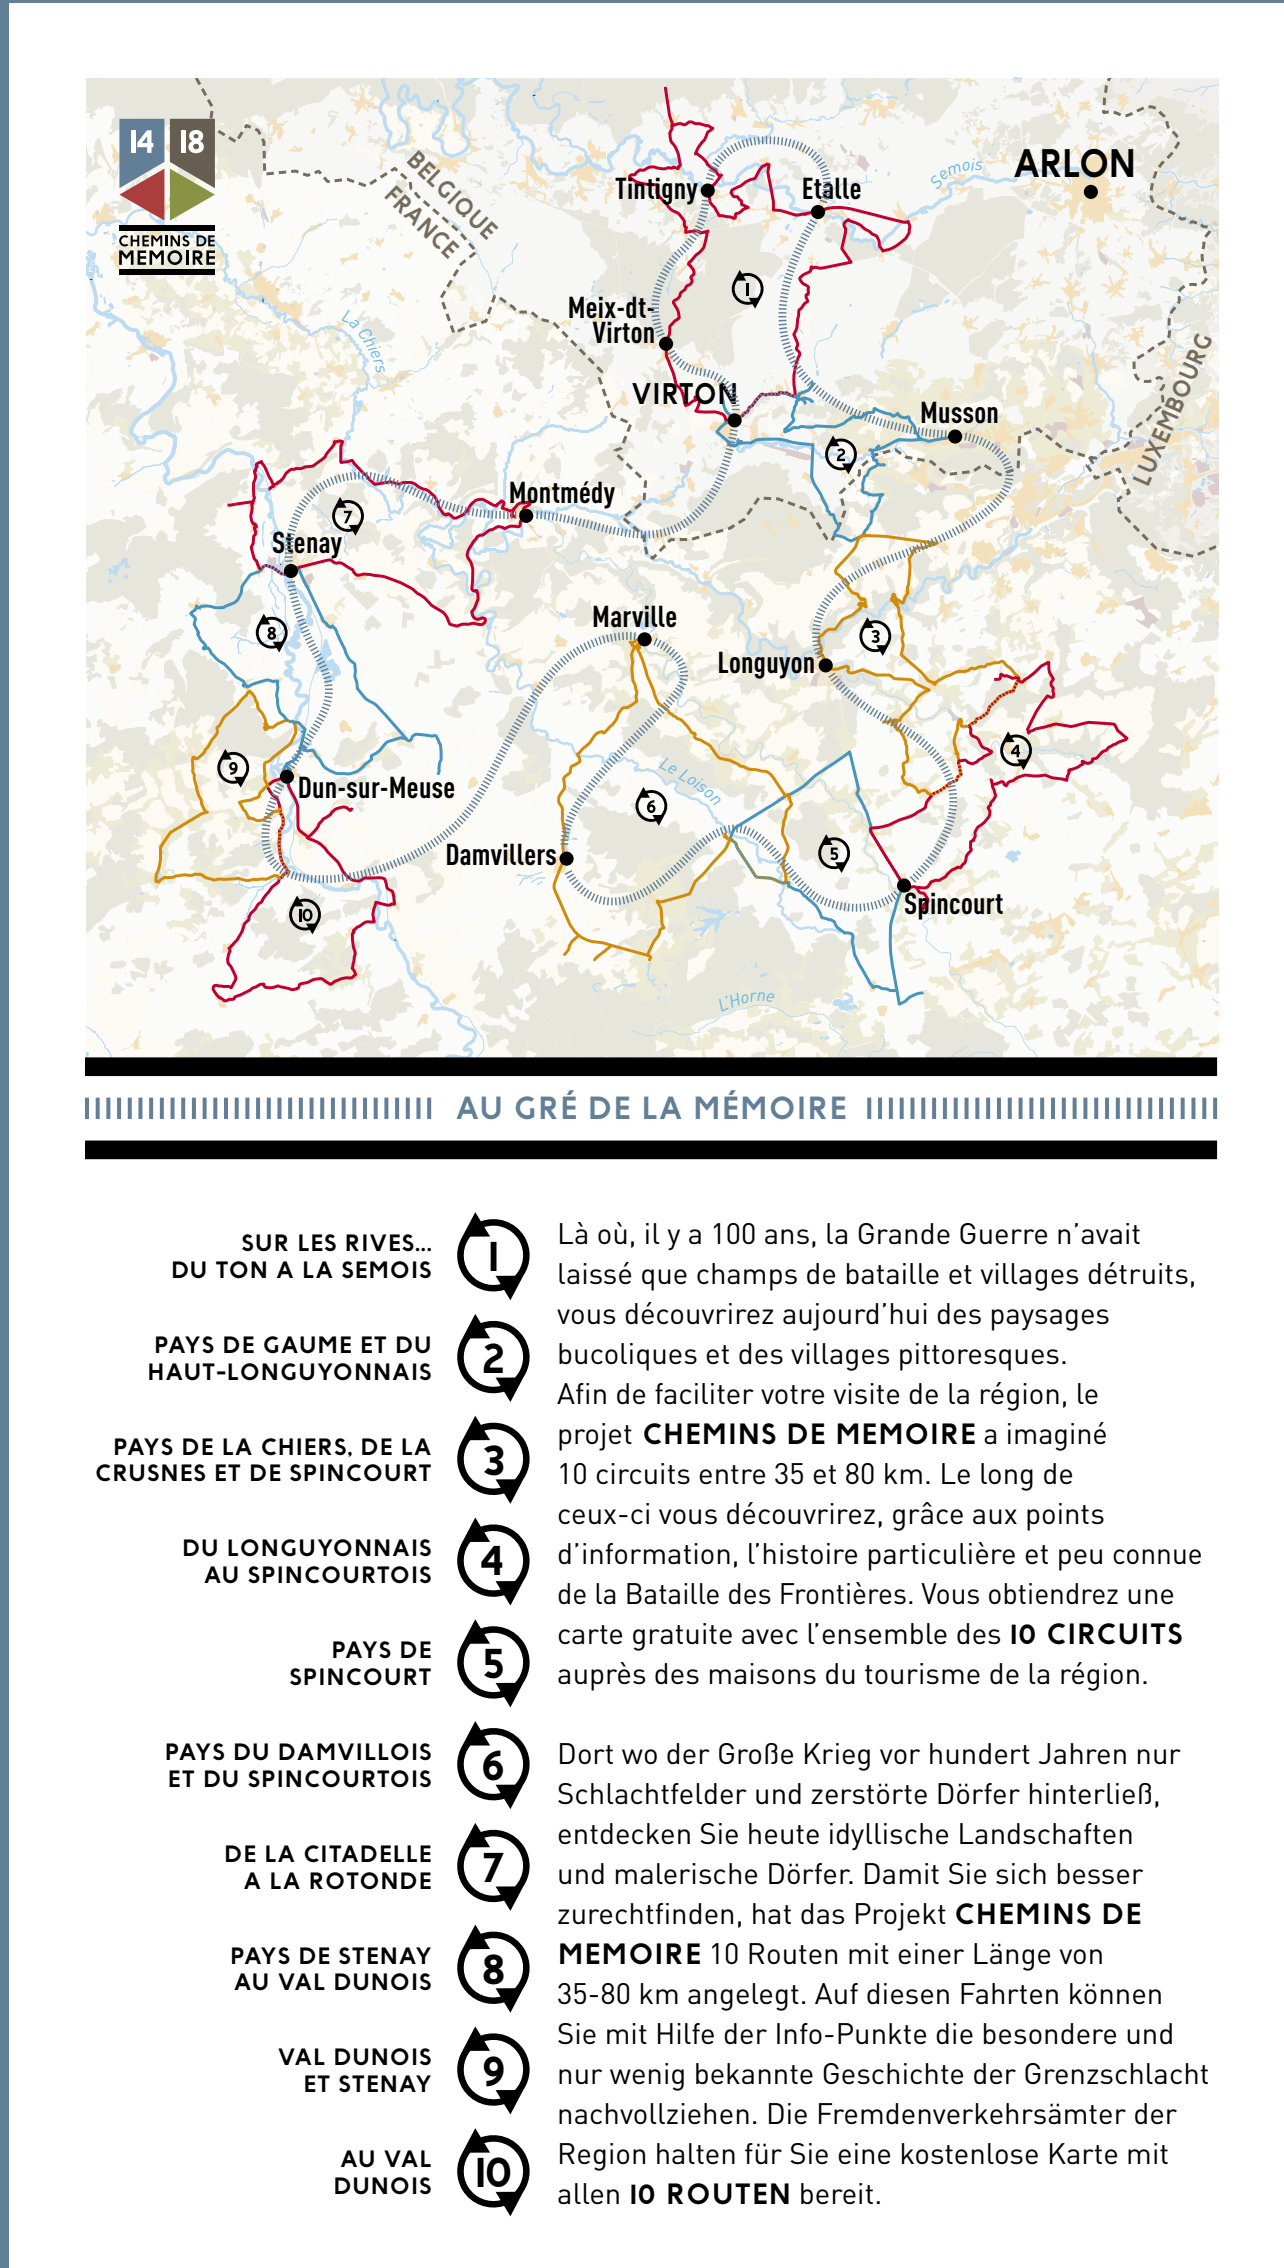 14 18
CHEMINS DE
MEMOIRE
BELGIQUE
FRANCE
Tintigny
Etalle
Semois
ARLON
Meix-dt-
Virton
La Chiers
VIRTON
Musson
LUXEMBOURG
Montmédy
Stenay
Marville
Longuyon
Le Loison
Dun-sur-Meuse
Damvillers
Spincourt
L'Horne
1
2
3
4
5
6
7
8
9
10
AU GRÉ DE LA MÉMOIRE
SUR LES RIVES...
DU TON A LA SEMOIS
1
PAYS DE GAUME ET DU
HAUT-LONGUYONNAIS
2
PAYS DE LA CHIERS, DE LA
CRUSNES ET DE SPINCOURT
3
DU LONGUYONNAIS
AU SPINCOURTOIS
4
PAYS DE
SPINCOURT
5
PAYS DU DAMVILLOIS
ET DU SPINCOURTOIS
6
DE LA CITADELLE
A LA ROTONDE
7
PAYS DE STENAY
AU VAL DUNOIS
8
VAL DUNOIS
ET STENAY
9
AU VAL
DUNOIS
10
Là où, il y a 100 ans, la Grande Guerre n'avait
laissé que champs de bataille et villages détruits,
vous découvrirez aujourd'hui des paysages
bucoliques et des villages pittoresques.
Afin de faciliter votre visite de la région, le
projet CHEMINS DE MEMOIRE a imaginé
10 circuits entre 35 et 80 km. Le long de
ceux-ci vous découvrirez, grâce aux points
d'information, l'histoire particulière et peu connue
de la Bataille des Frontières. Vous obtiendrez une
carte gratuite avec l'ensemble des 10 CIRCUITS
auprès des maisons du tourisme de la région.
Dort wo der Große Krieg vor hundert Jahren nur
Schlachtfelder und zerstörte Dörfer hinterließ,
entdecken Sie heute idyllische Landschaften
und malerische Dörfer. Damit Sie sich besser
zurechtfinden, hat das Projekt CHEMINS DE
MEMOIRE 10 Routen mit einer Länge von
35-80 km angelegt. Auf diesen Fahrten können
Sie mit Hilfe der Info-Punkte die besondere und
nur wenig bekannte Geschichte der Grenzschlacht
nachvollziehen. Die Fremdenverkehrsämter der
Region halten für Sie eine kostenlose Karte mit
allen 10 ROUTEN bereit.